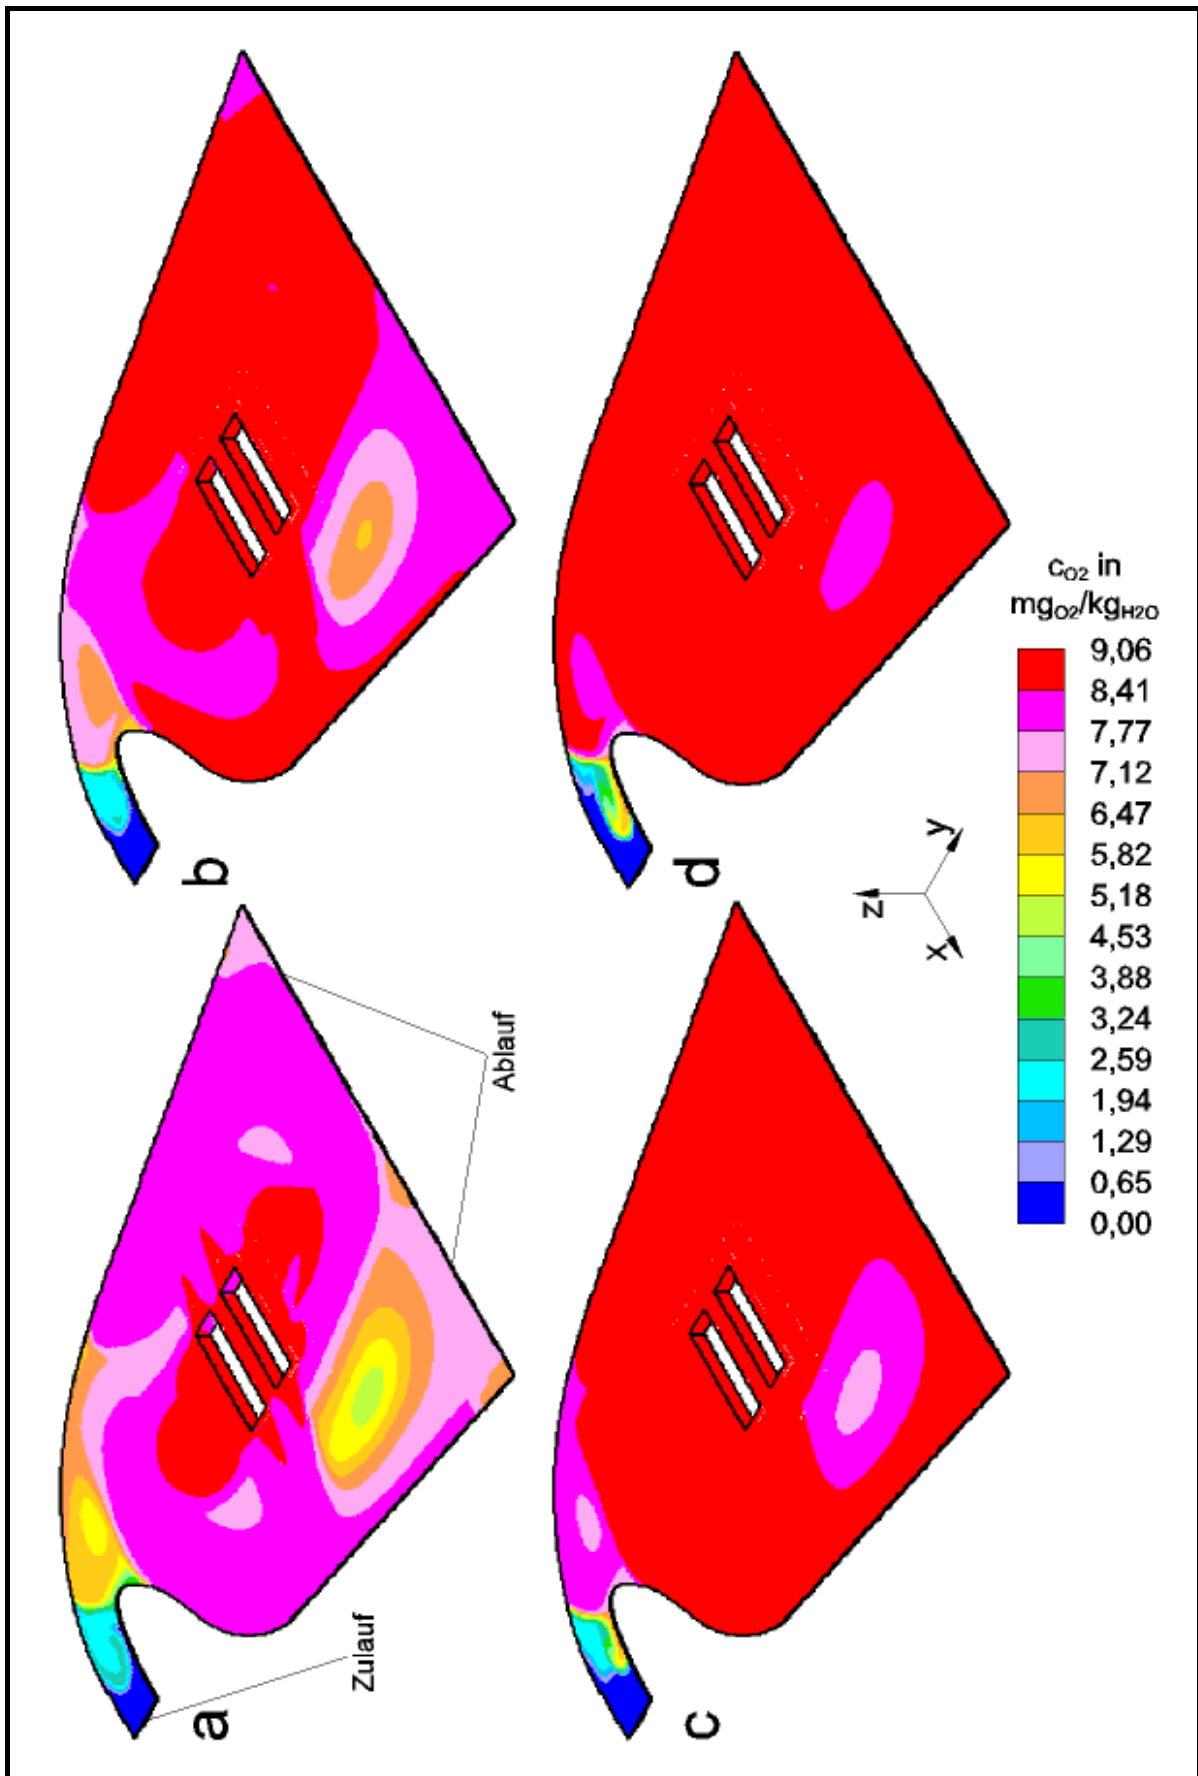 b
d
a
c
Zulauf
Ablauf
z
y
x
cO2 in
mgO2/kgH2O
9,06
8,41
7,77
7,12
6,47
5,82
5,18
4,53
3,88
3,24
2,59
1,94
1,29
0,65
0,00